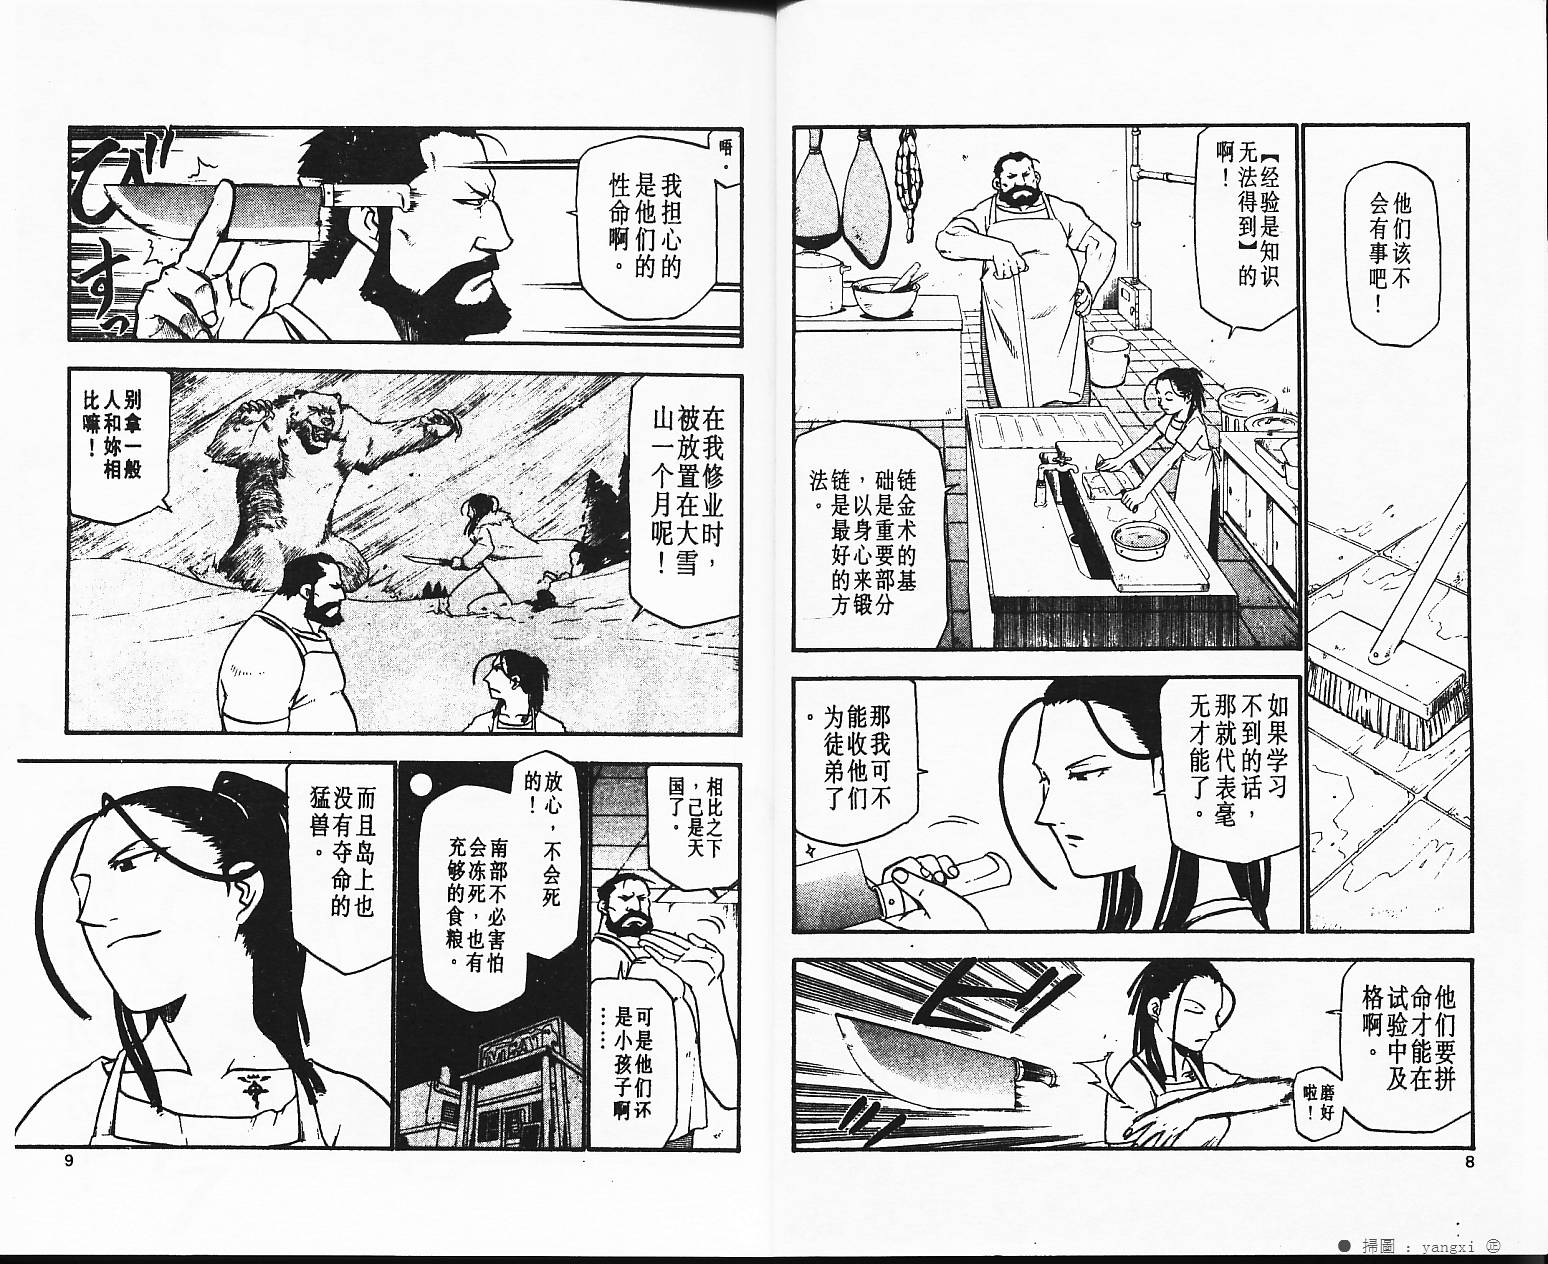 他们该不
会有事吧！
【经验是知识
无法得到】的
啊！
链金术的基
础是重要部分
，以身心来锻
链是最好的方
法。
如果学习
不到的话，
那就代表毫
无才能了。
那我可不
能收他们
为徒弟了
。
他们要拼
命才能在
试验中及
格啊。
磨好
啦！
ビッ
8
唔。
我担心的
是他们的
性命啊。
びすっ
在我修业时，
被放置在大雪
山一个月呢！
别拿一般
人和妳相
比嘛！
相比之下
，已是天
国了。
可是他们还
是小孩子啊
……
放心，不会死
的！
南部不必害怕
会冻死，也有
充够的食粮。
MEAT
而且岛上也
没有夺命的
猛兽。
9
● 掃圖 : yangxi ㊣